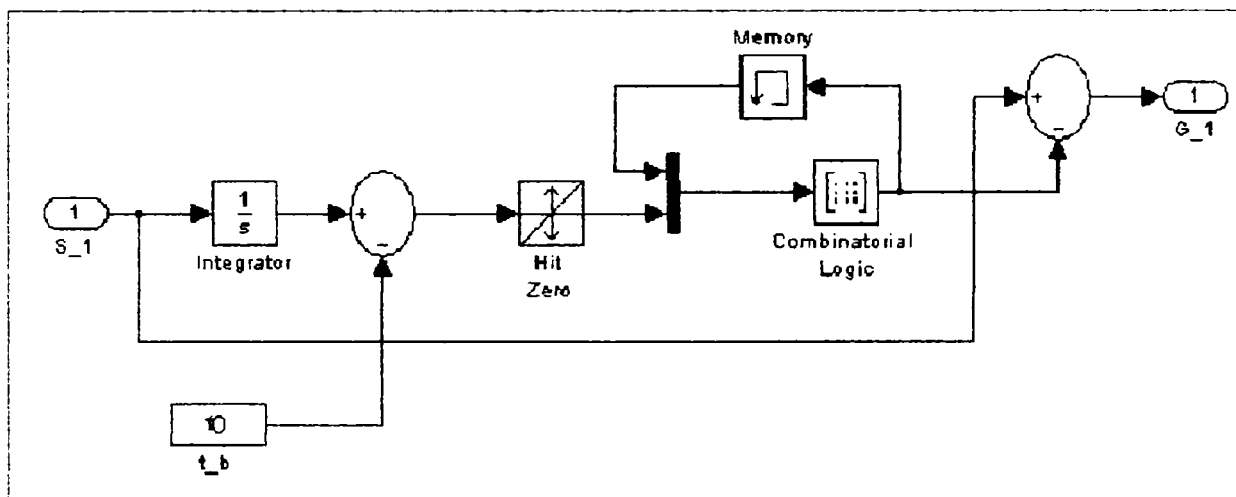 Memory
+
−
1
G_1
1
S_1
1
s
Integrator
+
−
Hit
Zero
Combinatorial
Logic
10
t_b